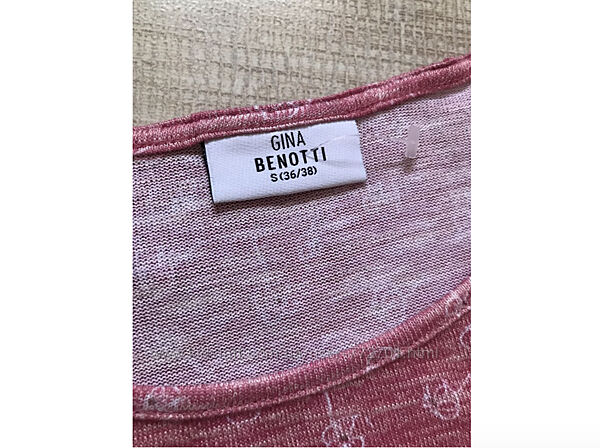 GINA
BENOTTI
S (36/38)